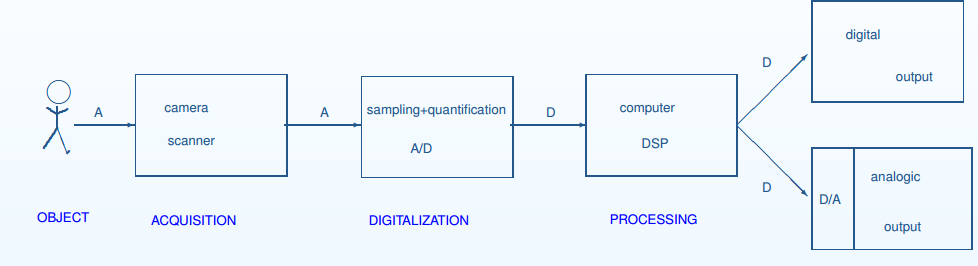 A
camera
scanner
A
sampling+quantification
A/D
D
computer
DSP
D
digital
output
D
D/A
analogic
output
OBJECT
ACQUISITION
DIGITALIZATION
PROCESSING